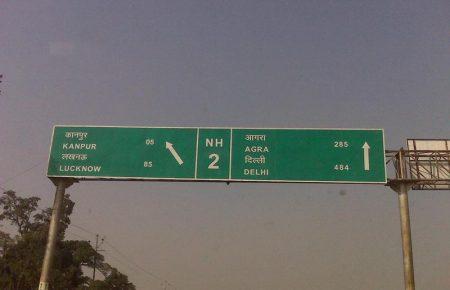 कानपुर
KANPUR 05
लखनऊ
LUCKNOW 85
NH
2
आगरा
AGRA 285
दिल्ली
DELHI 484